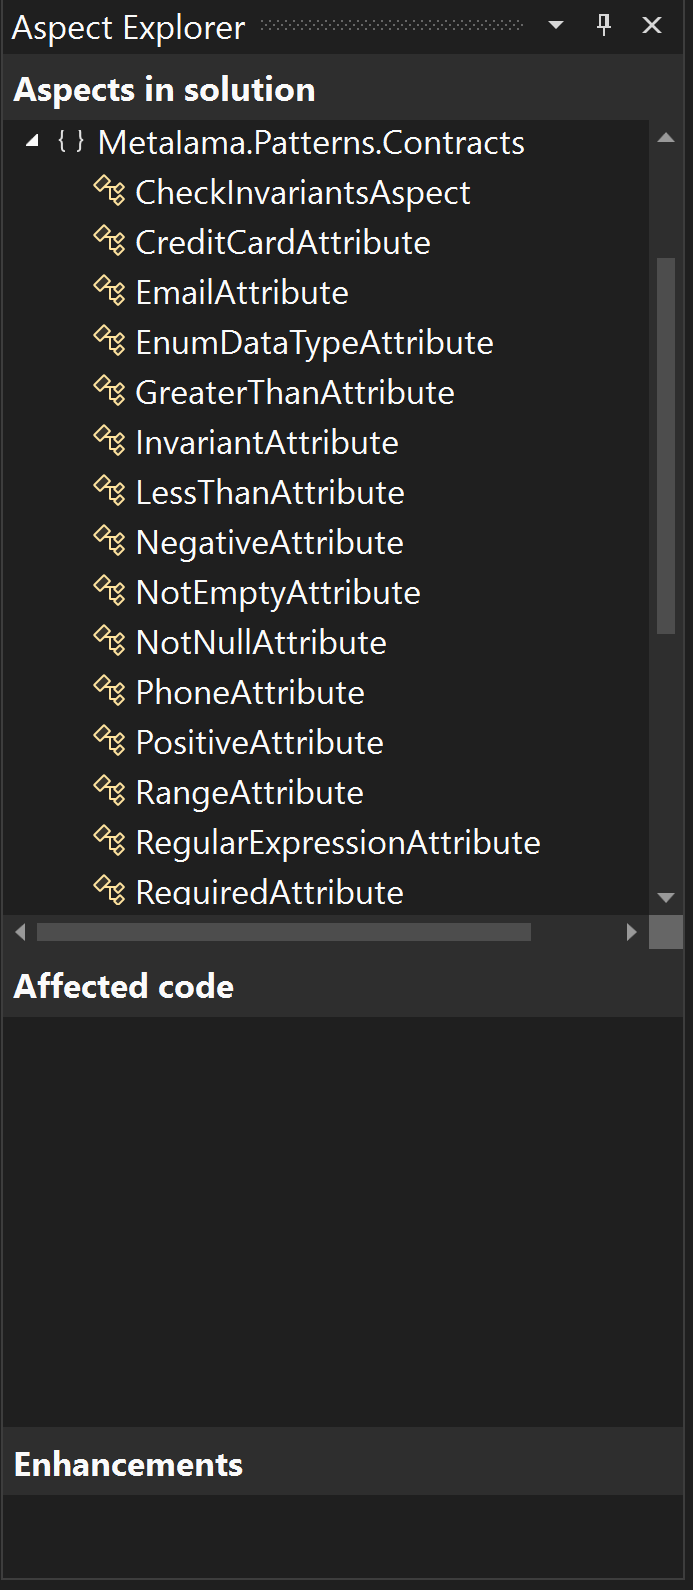 Aspect Explorer
Aspects in solution
{ } Metalama.Patterns.Contracts
CheckInvariantsAspect
CreditCardAttribute
EmailAttribute
EnumDataTypeAttribute
GreaterThanAttribute
InvariantAttribute
LessThanAttribute
NegativeAttribute
NotEmptyAttribute
NotNullAttribute
PhoneAttribute
PositiveAttribute
RangeAttribute
RegularExpressionAttribute
RequiredAttribute
Affected code
Enhancements